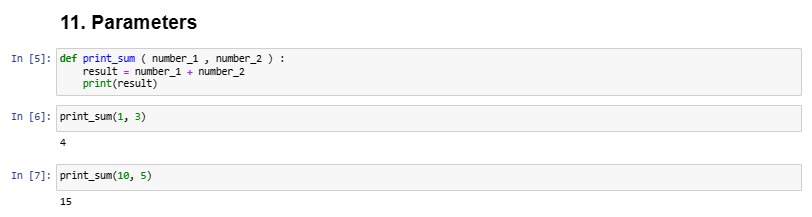 11. Parameters
In [5]: def print_sum ( number_1 , number_2 ) :
    result = number_1 + number_2
    print(result)
In [6]: print_sum(1, 3)
4
In [7]: print_sum(10, 5)
15